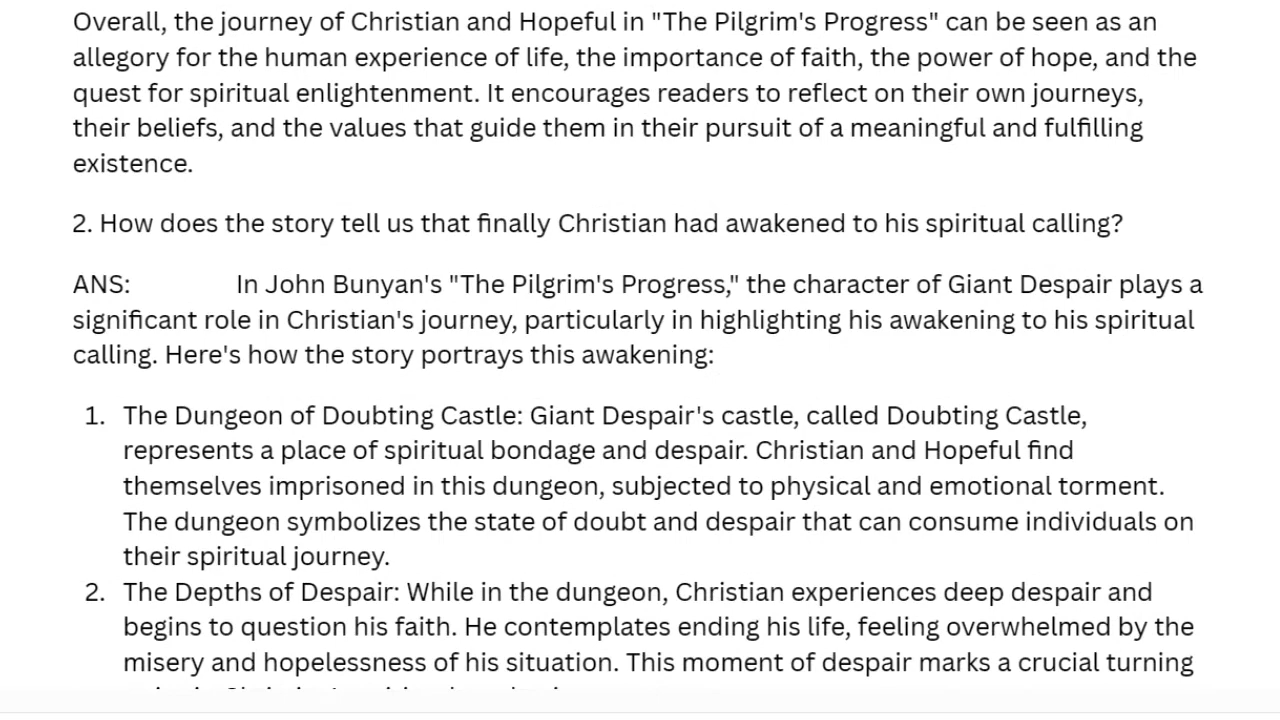 Overall, the journey of Christian and Hopeful in "The Pilgrim's Progress" can be seen as an
allegory for the human experience of life, the importance of faith, the power of hope, and the
quest for spiritual enlightenment. It encourages readers to reflect on their own journeys,
their beliefs, and the values that guide them in their pursuit of a meaningful and fulfilling
existence.
2. How does the story tell us that finally Christian had awakened to his spiritual calling?
ANS: In John Bunyan's "The Pilgrim's Progress," the character of Giant Despair plays a
significant role in Christian's journey, particularly in highlighting his awakening to his spiritual
calling. Here's how the story portrays this awakening:
1. The Dungeon of Doubting Castle: Giant Despair's castle, called Doubting Castle,
represents a place of spiritual bondage and despair. Christian and Hopeful find
themselves imprisoned in this dungeon, subjected to physical and emotional torment.
The dungeon symbolizes the state of doubt and despair that can consume individuals on
their spiritual journey.
2. The Depths of Despair: While in the dungeon, Christian experiences deep despair and
begins to question his faith. He contemplates ending his life, feeling overwhelmed by the
misery and hopelessness of his situation. This moment of despair marks a crucial turning